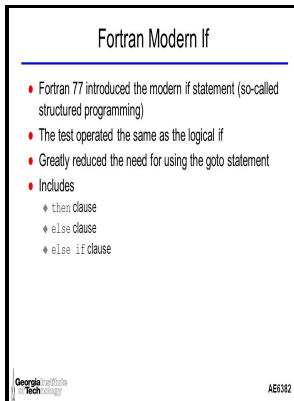 Fortran Modern If
Fortran 77 introduced the modern if statement (so-called
structured programming)
The test operated the same as the logical if
Greatly reduced the need for using the goto statement
Includes
then clause
else clause
else if clause
Georgia Institute
of Technology
AE6382